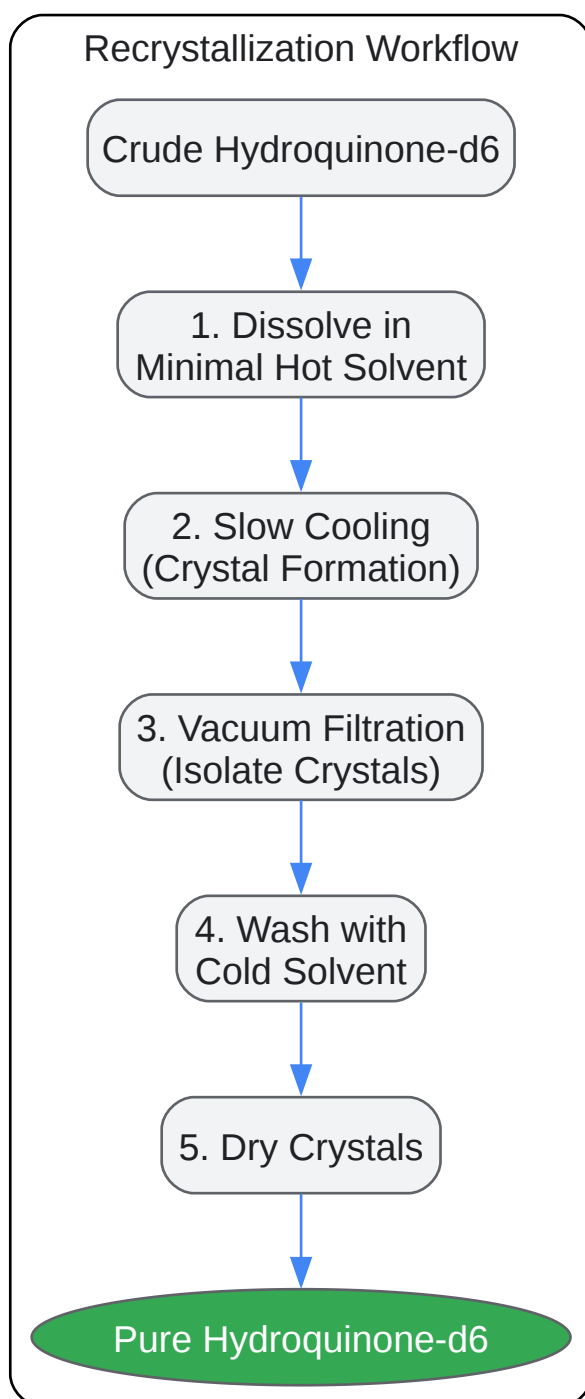 Recrystallization Workflow
Crude Hydroquinone-d6
1. Dissolve in
Minimal Hot Solvent
2. Slow Cooling
(Crystal Formation)
3. Vacuum Filtration
(Isolate Crystals)
4. Wash with
Cold Solvent
5. Dry Crystals
Pure Hydroquinone-d6